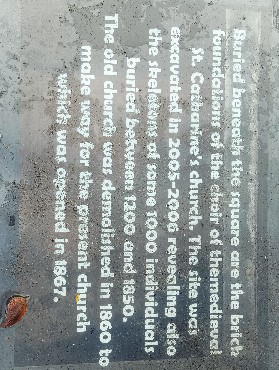 Buried beneath the square are the brick
foundations of the choir of themedieval
St. Catharine's church. The site was
excavated in 2005-2006 revealing also
the skeletons of some 1000 individuals
buried between 1200 and 1850.
The old church was demolished in 1860 to
make way for the present church
which was opened in 1867.